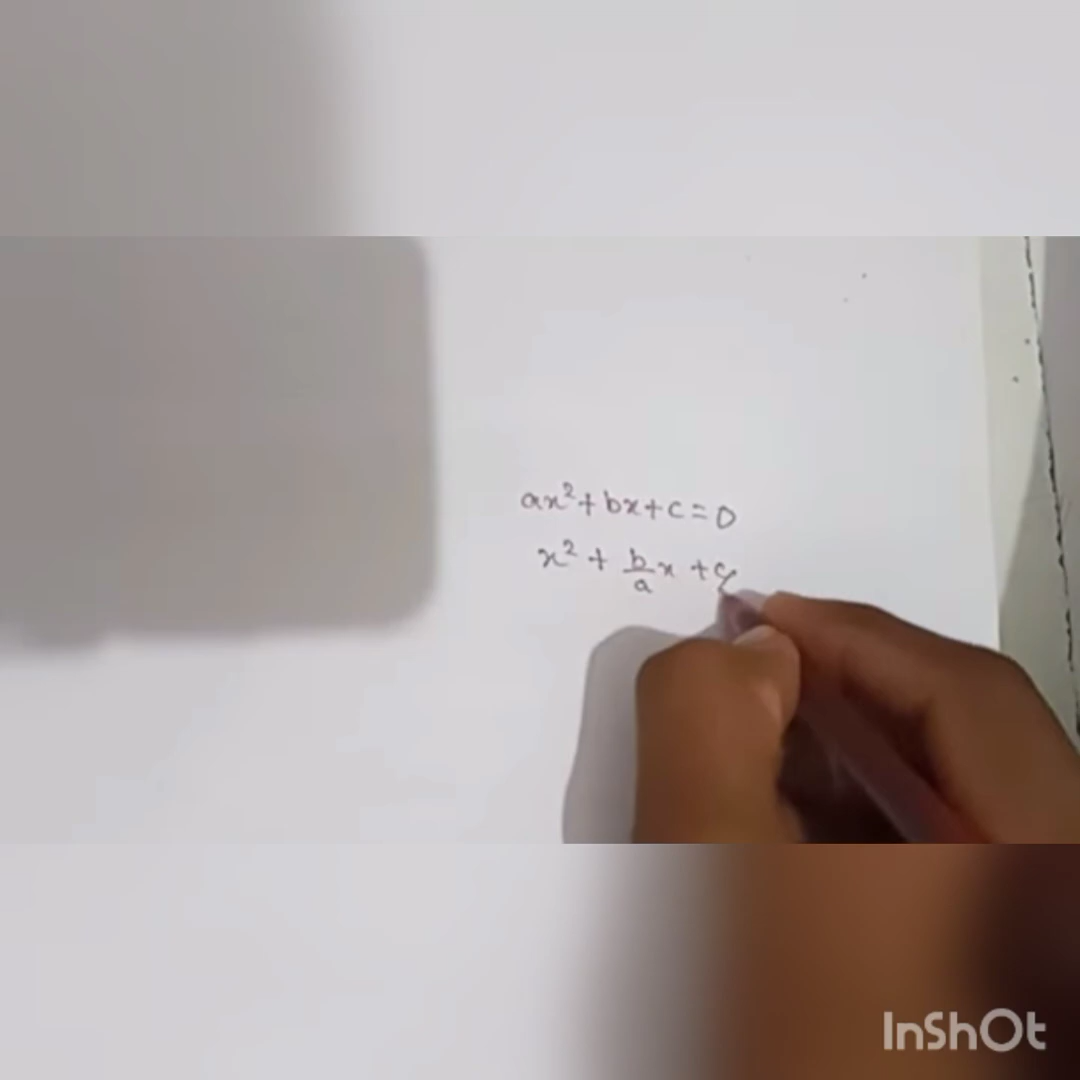 ax²+bx+c=0
x² + b/a x + c
InShOt